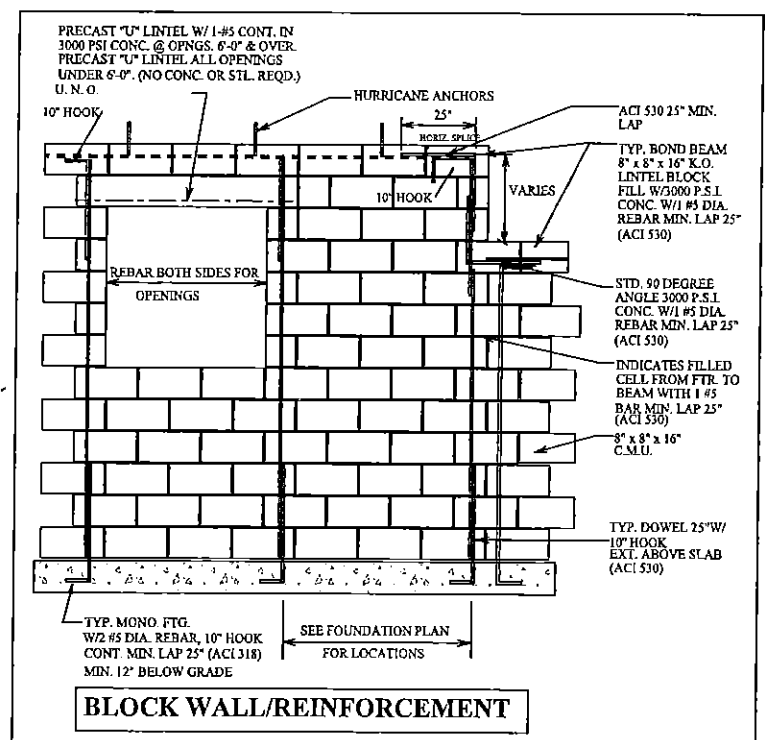 PRECAST "U" LINTEL W/ 1-#5 CONT. IN
3000 PSI CONC. @ OPNGS. 6'-0" & OVER.
PRECAST "U" LINTEL ALL OPENINGS
UNDER 6'-0". (NO CONC. OR STL. REQD.)
U. N. O.
10" HOOK
HURRICANE ANCHORS
25"
HORIZ. SPLICE
10" HOOK
VARIES
ACI 530 25" MIN.
LAP
TYP. BOND BEAM
8" x 8" x 16" K.O.
LINTEL BLOCK
FILL W/3000 P.S.I.
CONC. W/1 #5 DIA.
REBAR MIN. LAP 25"
(ACI 530)
REBAR BOTH SIDES FOR
OPENINGS
STD. 90 DEGREE
ANGLE 3000 P.S.I.
CONC. W/1 #5 DIA.
REBAR MIN. LAP 25"
(ACI 530)
INDICATES FILLED
CELL FROM FTR. TO
BEAM WITH 1 #5
BAR MIN. LAP 25"
(ACI 530)
8" x 8" x 16"
C.M.U.
TYP. DOWEL 25"W/
10" HOOK
EXT. ABOVE SLAB
(ACI 530)
TYP. MONO. FTG.
W/2 #5 DIA. REBAR, 10" HOOK
CONT. MIN. LAP 25" (ACI 318)
MIN. 12" BELOW GRADE
SEE FOUNDATION PLAN
FOR LOCATIONS
BLOCK WALL/REINFORCEMENT